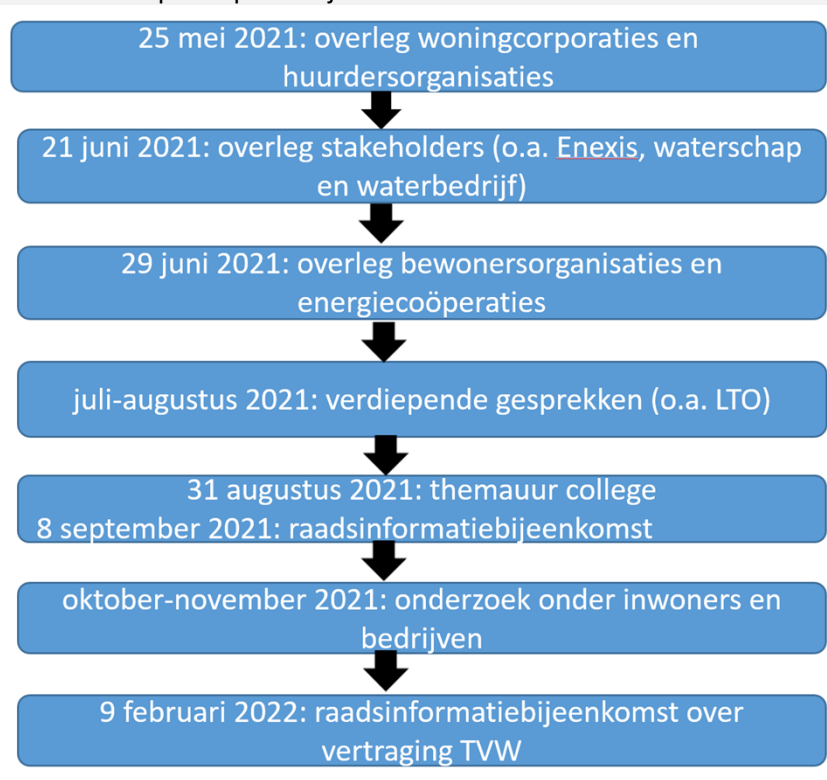 25 mei 2021: overleg woningcorporaties en
huurdersorganisaties
21 juni 2021: overleg stakeholders (o.a. Enexis, waterschap
en waterbedrijf)
29 juni 2021: overleg bewonersorganisaties en
energiecoöperaties
juli-augustus 2021: verdiepende gesprekken (o.a. LTO)
31 augustus 2021: themauur college
8 september 2021: raadsinformatiebijeenkomst
oktober-november 2021: onderzoek onder inwoners en
bedrijven
9 februari 2022: raadsinformatiebijeenkomst over
vertraging TVW